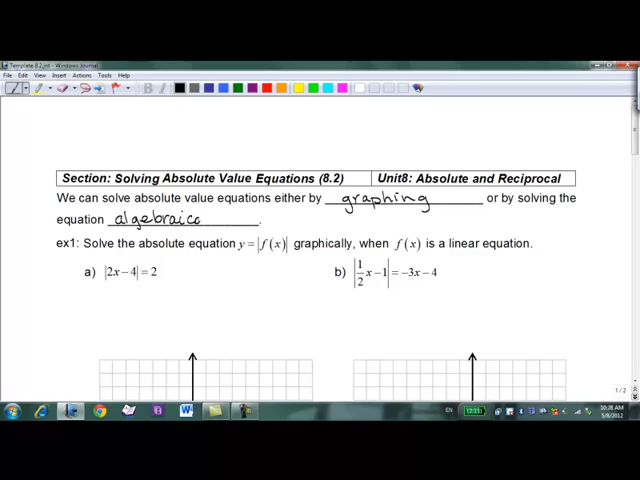 Template 8.2.jnt - Windows Journal
File Edit View Insert Actions Tools Help
Section: Solving Absolute Value Equations (8.2) Unit8: Absolute and Reciprocal
We can solve absolute value equations either by graphing or by solving the
equation algebraica .
ex1: Solve the absolute equation y = |f(x)| graphically, when f(x) is a linear equation.
a) |2x – 4| = 2 b) |1/2 x – 1| = –3x – 4
1 / 2
EN 10:28 AM
5/8/2012